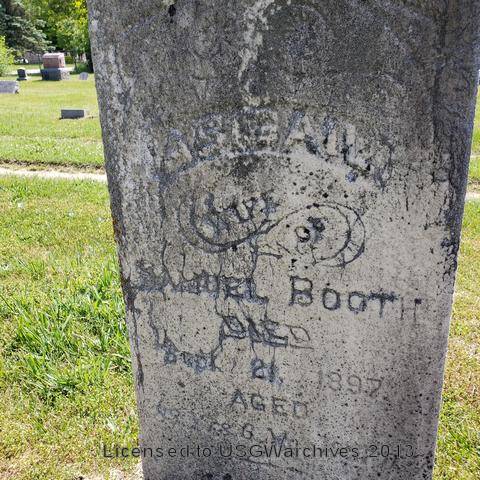 ABIGAIL
Wife
of
SAMUEL BOOTH
DIED
21, 1897
AGED
Licensed to USGWarchives 2013